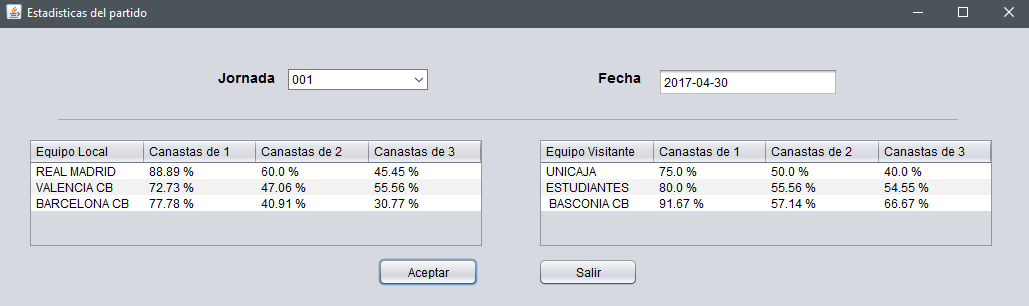 Estadisticas del partido
Jornada 001 Fecha 2017-04-30
Equipo Local Canastas de 1 Canastas de 2 Canastas de 3 Equipo Visitante Canastas de 1 Canastas de 2 Canastas de 3
REAL MADRID 88.89 % 60.0 % 45.45 % UNICAJA 75.0 % 50.0 % 40.0 %
VALENCIA CB 72.73 % 47.06 % 55.56 % ESTUDIANTES 80.0 % 55.56 % 54.55 %
BARCELONA CB 77.78 % 40.91 % 30.77 % BASCONIA CB 91.67 % 57.14 % 66.67 %
Aceptar Salir